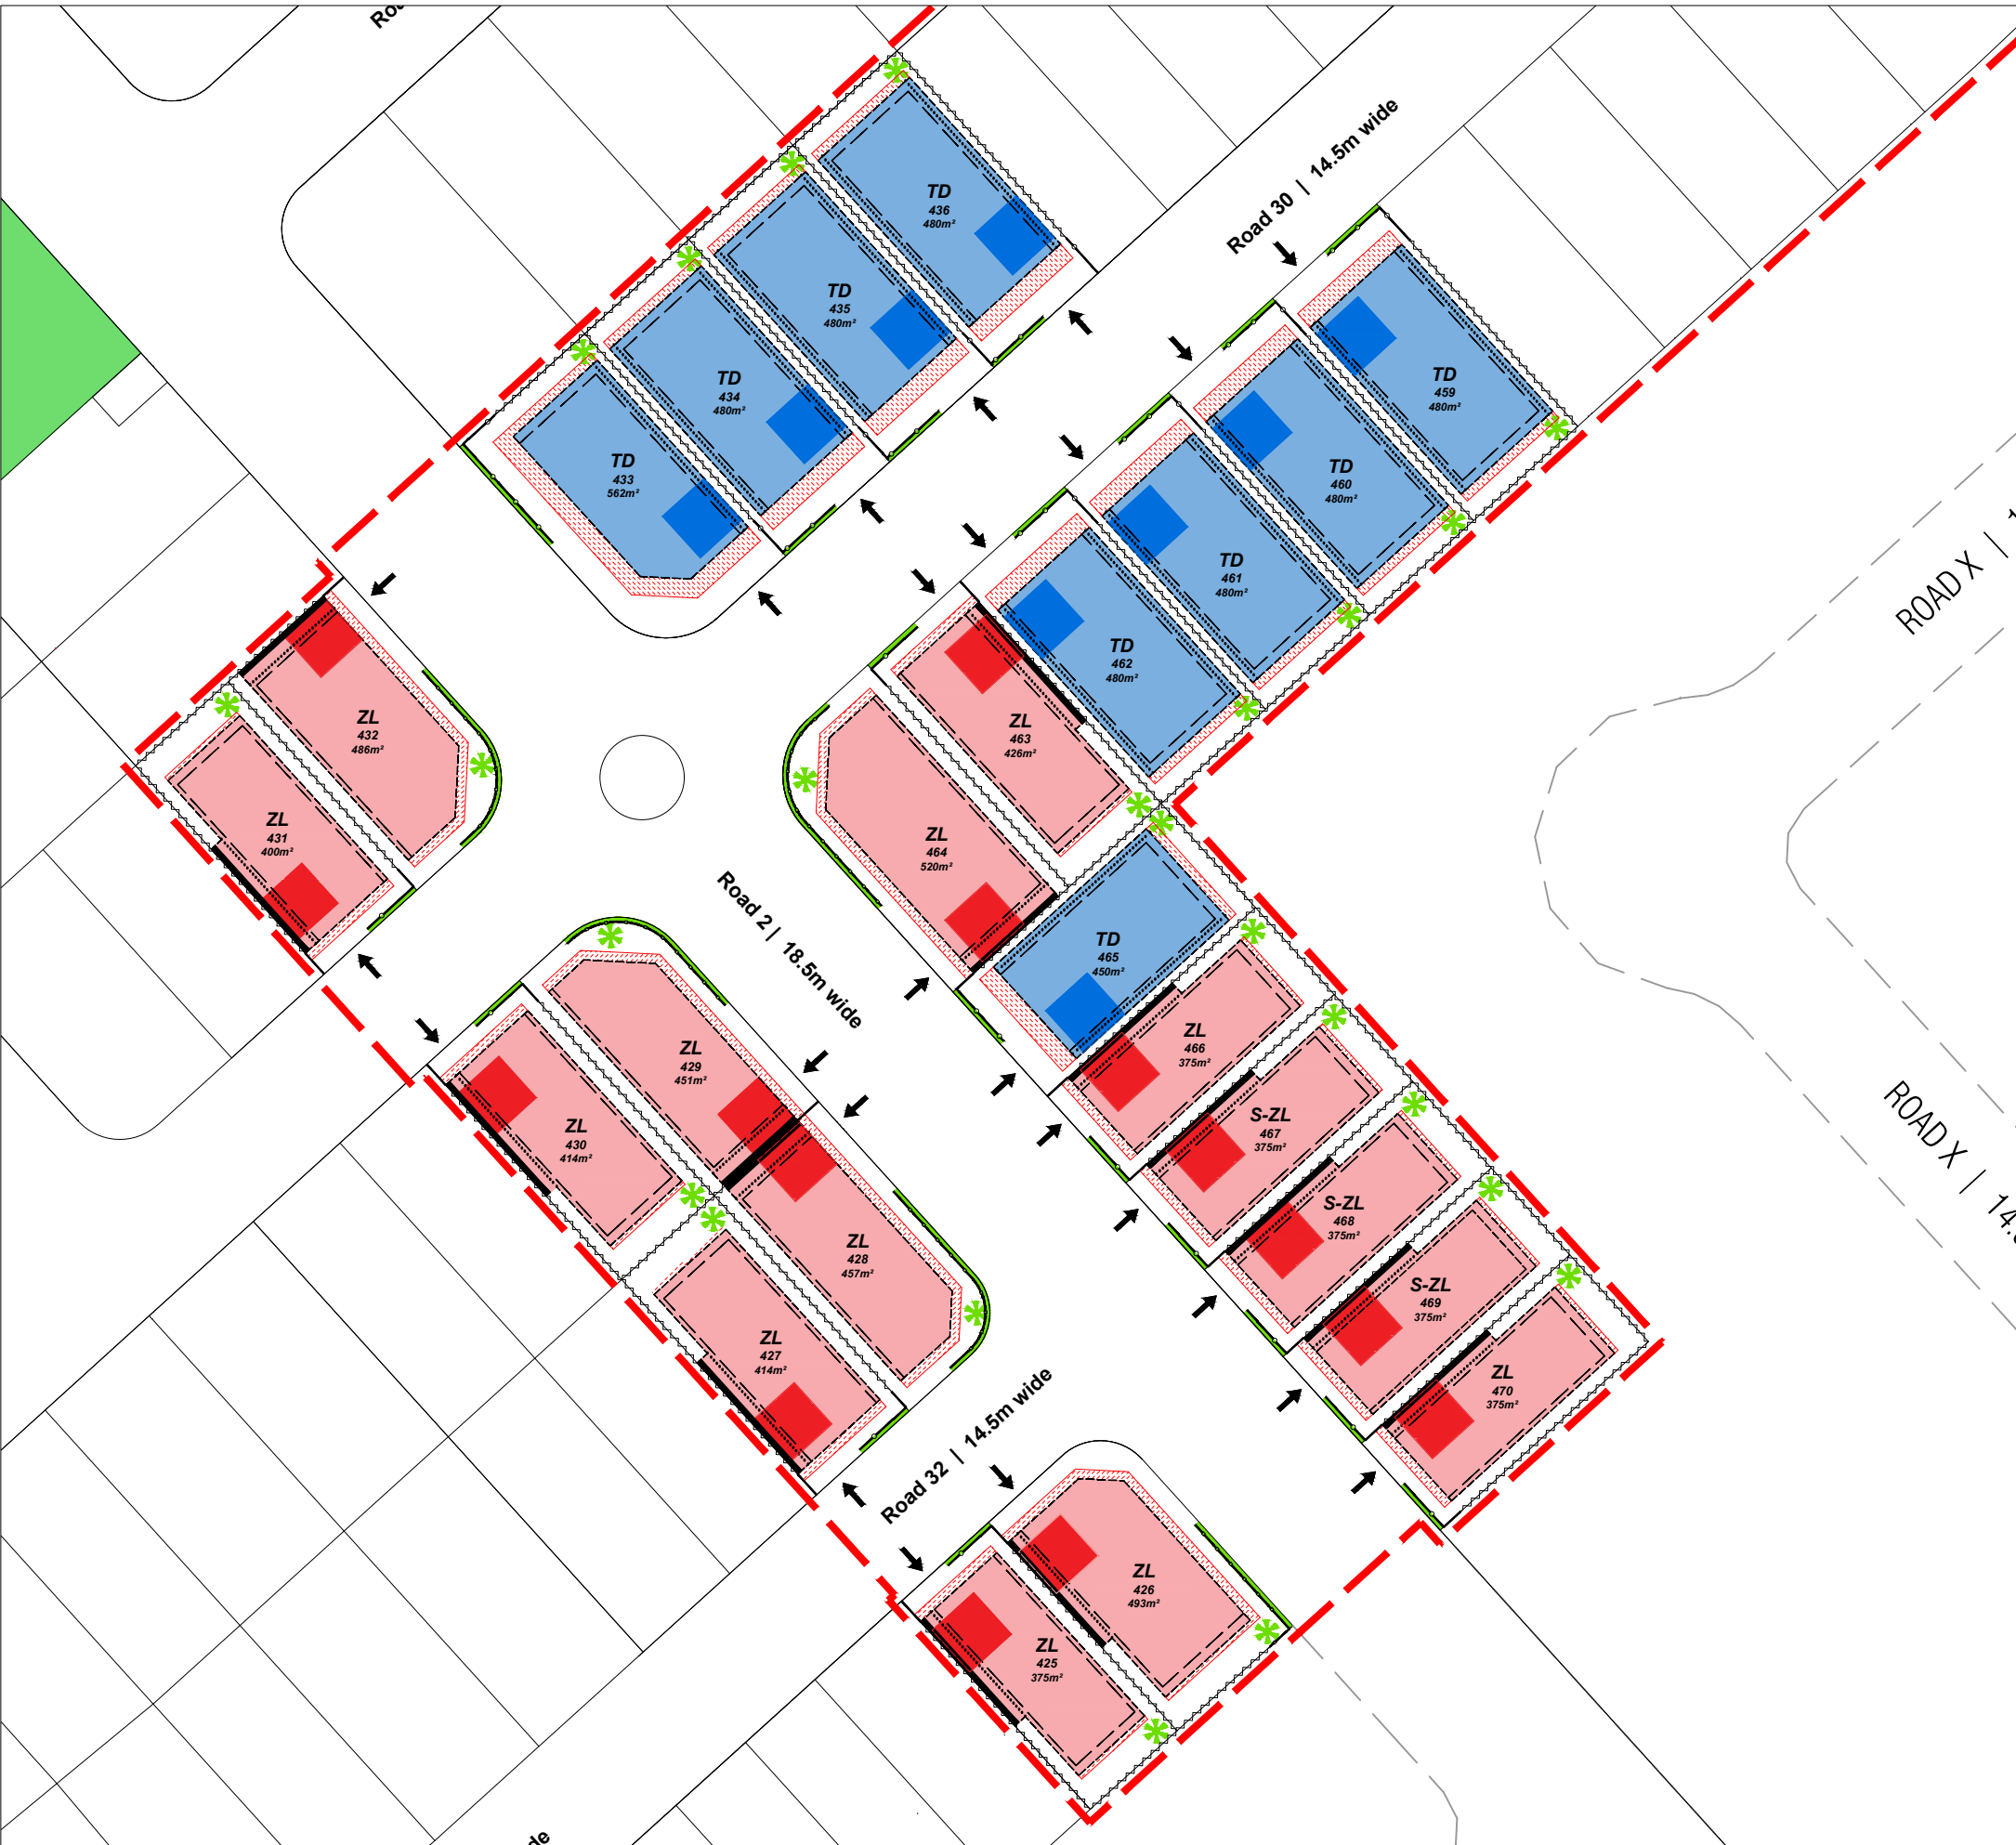 Road 30 | 14.5m wide
TD
436
480m²
TD
435
480m²
TD
434
480m²
TD
433
562m²
TD
459
480m²
TD
460
480m²
TD
461
480m²
TD
462
480m²
ZL
463
426m²
ZL
464
520m²
TD
465
450m²
ZL
466
375m²
S-ZL
467
375m²
S-ZL
468
375m²
S-ZL
469
375m²
ZL
470
375m²
ZL
432
486m²
ZL
431
400m²
Road 2 | 18.5m wide
ZL
429
451m²
ZL
430
414m²
ZL
428
457m²
ZL
427
414m²
Road 32 | 14.5m wide
ZL
426
493m²
ZL
425
375m²
ROAD X | 1
ROAD X | 14.